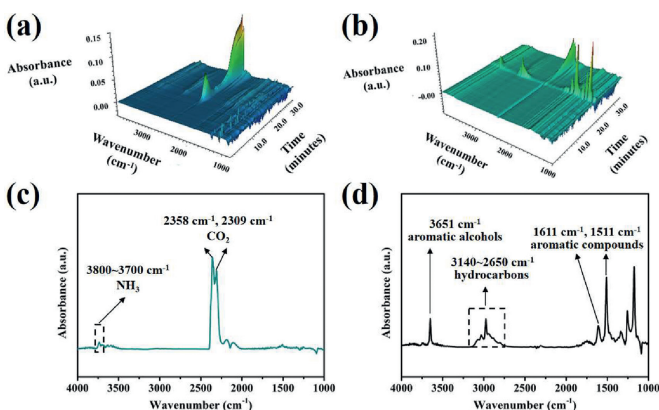 (a)
0.15
0.10
0.05
0.00
Absorbance
(a.u.)
3000
2000
1000
Wavenumber
(cm⁻¹)
10.0
20.0
30.0
Time
(minutes)
(b)
0.20
0.10
-0.00
Absorbance
(a.u.)
3000
2000
1000
Wavenumber
(cm⁻¹)
10.0
20.0
30.0
Time
(minutes)
(c)
2358 cm⁻¹, 2309 cm⁻¹
CO₂
3800~3700 cm⁻¹
NH₃
Absorbance (a.u.)
4000 3500 3000 2500 2000 1500 1000
Wavenumber (cm⁻¹)
(d)
3651 cm⁻¹
aromatic alcohols
3140~2650 cm⁻¹
hydrocarbons
1611 cm⁻¹, 1511 cm⁻¹
aromatic compounds
Absorbance (a.u.)
4000 3500 3000 2500 2000 1500 1000
Wavenumber (cm⁻¹)